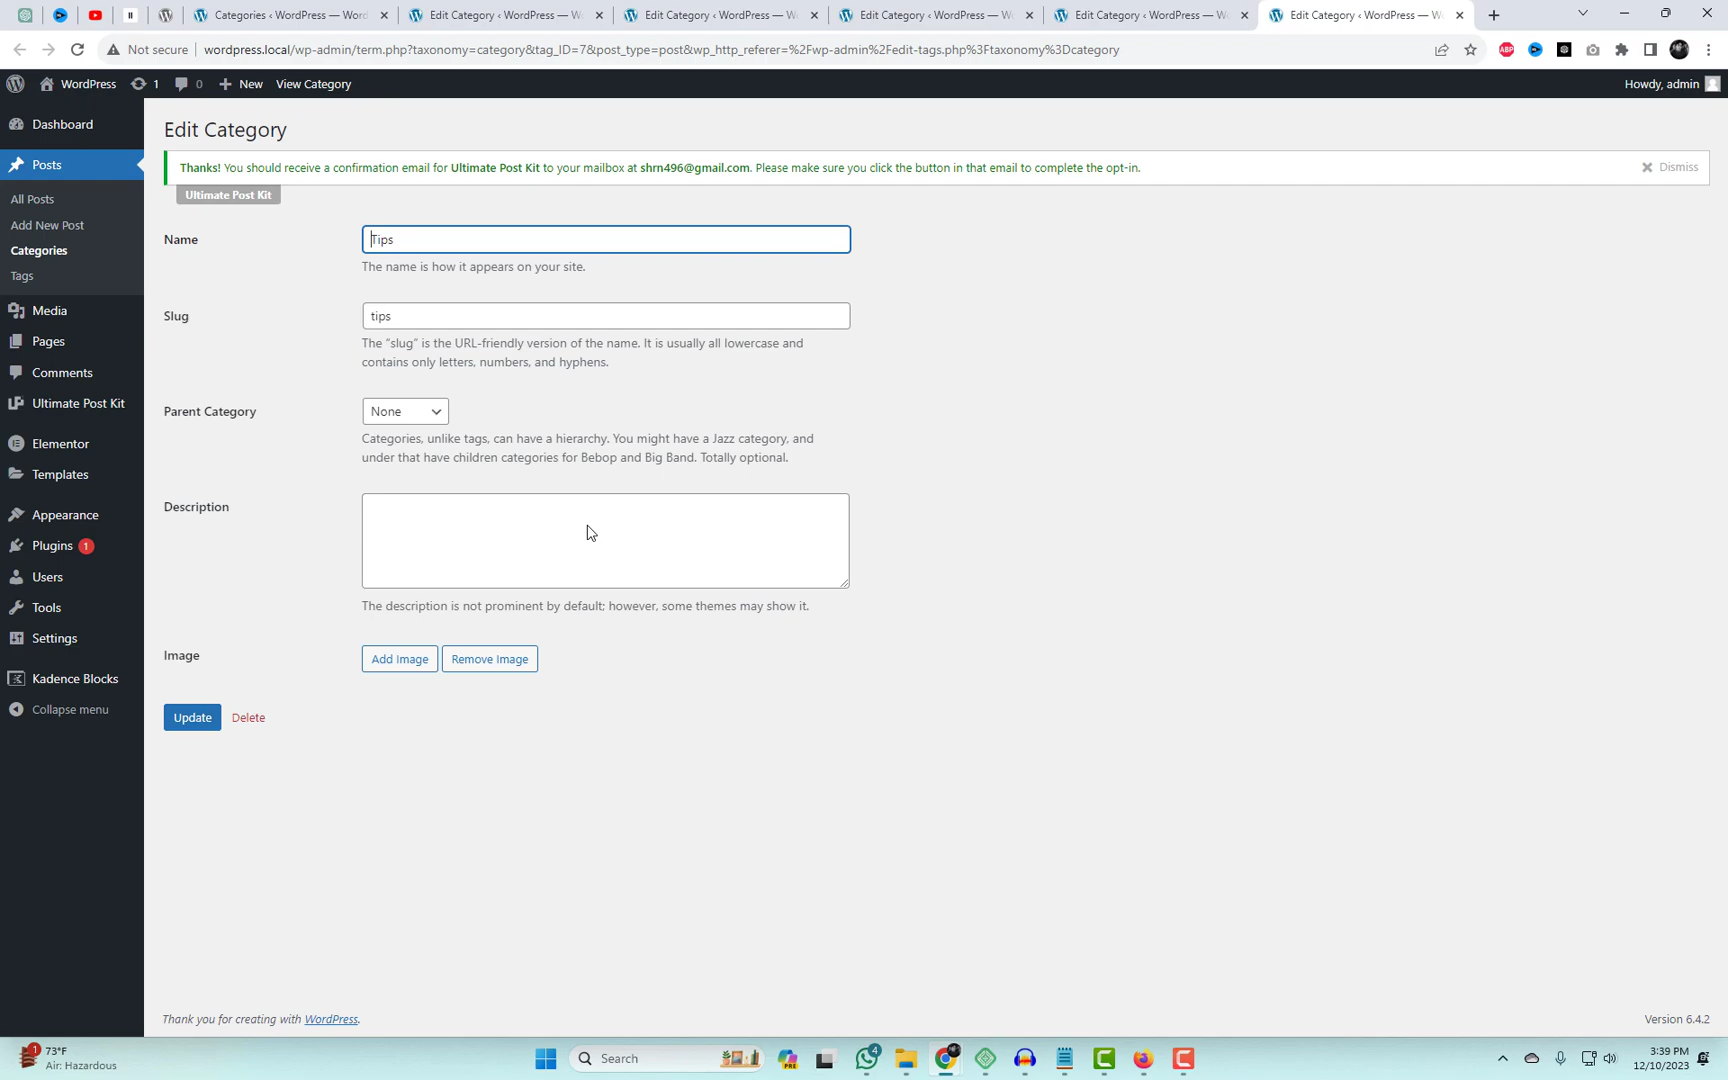 Categories ‹ WordPress — Word
Edit Category ‹ WordPress — W
Edit Category ‹ WordPress — W
Edit Category ‹ WordPress — W
Edit Category ‹ WordPress — W
Edit Category ‹ WordPress — W
Not secure wordpress.local/wp-admin/term.php?taxonomy=category&tag_ID=7&post_type=post&wp_http_referer=%2Fwp-admin%2Fedit-tags.php%3Ftaxonomy%3Dcategory
ABP
WordPress 1 0 New View Category Howdy, admin
Dashboard
Posts
All Posts
Add New Post
Categories
Tags
Media
Pages
Comments
Ultimate Post Kit
Elementor
Templates
Appearance
Plugins 1
Users
Tools
Settings
Kadence Blocks
Collapse menu
Edit Category
Thanks! You should receive a confirmation email for Ultimate Post Kit to your mailbox at shrn496@gmail.com. Please make sure you click the button in that email to complete the opt-in.
Dismiss
Ultimate Post Kit
Name
Tips
The name is how it appears on your site.
Slug
tips
The “slug” is the URL-friendly version of the name. It is usually all lowercase and
contains only letters, numbers, and hyphens.
Parent Category
None
Categories, unlike tags, can have a hierarchy. You might have a Jazz category, and
under that have children categories for Bebop and Big Band. Totally optional.
Description
The description is not prominent by default; however, some themes may show it.
Image
Add Image
Remove Image
Update
Delete
Thank you for creating with WordPress.
Version 6.4.2
1
73°F
Air: Hazardous
Search
PRE
4
3:39 PM
12/10/2023